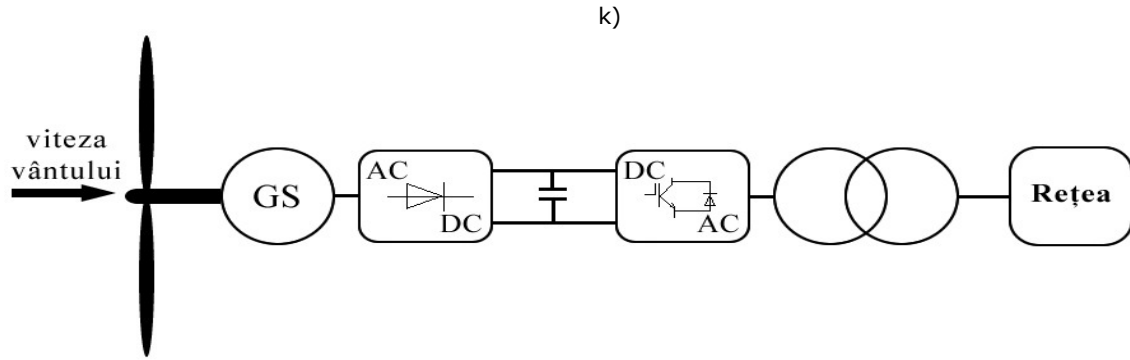 k)
viteza
vântului
GS
AC
DC
DC
AC
Rețea